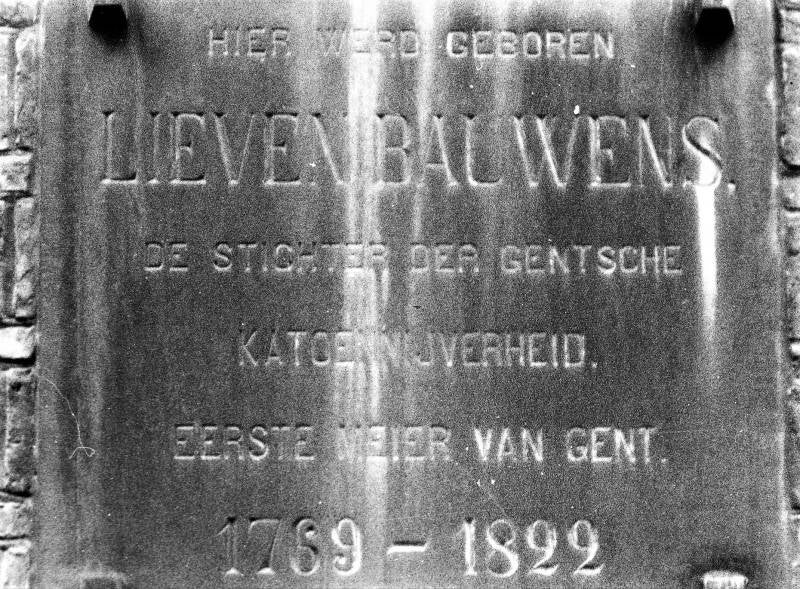 HIER WERD GEBOREN
LIEVEN BAUWENS.
DE STICHTER DER GENTSCHE
KATOENNIJVERHEID.
EERSTE MEIER VAN GENT.
1769 – 1822